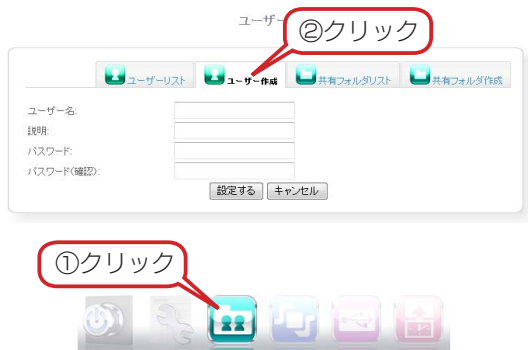 ユーザー
②クリック
ユーザーリスト ユーザー作成 共有フォルダリスト 共有フォルダ作成
ユーザー名:
説明:
パスワード:
パスワード(確認):
設定する キャンセル
①クリック